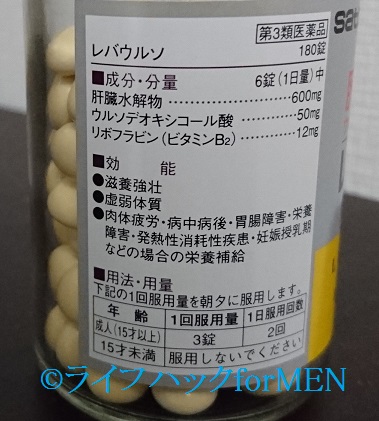 第3類医薬品
レバウルソ 180錠
■成分・分量 6錠(1日量)中
肝臓水解物 600mg
ウルソデオキシコール酸 50mg
リボフラビン(ビタミンB₂) 12mg
■効 能
●滋養強壮
●虚弱体質
●肉体疲労・病中病後・胃腸障害・栄養
障害・発熱性消耗性疾患・妊娠授乳期
などの場合の栄養補給
■用法・用量
下記の1回服用量を朝夕に服用します。
年 齢 1回服用量 1日服用回数
成人(15才以上) 3錠 2回
15才未満 服用しないでください
©ライフハックforMEN